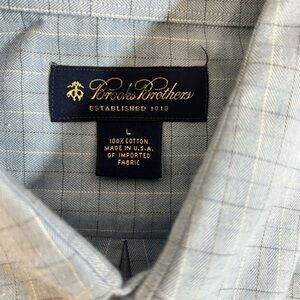 Brooks Brothers
ESTABLISHED 1818
L
100% COTTON
MADE IN U.S.A.
OF IMPORTED
FABRIC